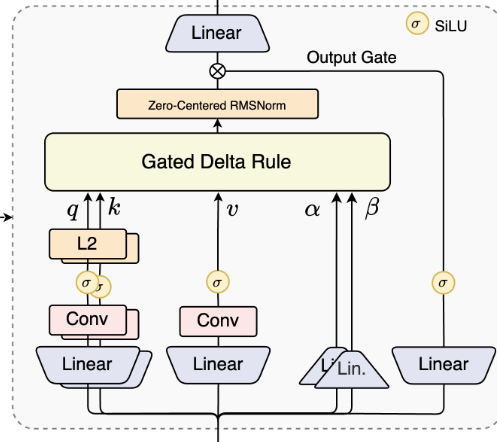 Linear
σ SiLU
Output Gate
Zero-Centered RMSNorm
Gated Delta Rule
q k v α β
L2
σ σ σ σ
Conv Conv
Linear Linear Lin. Linear